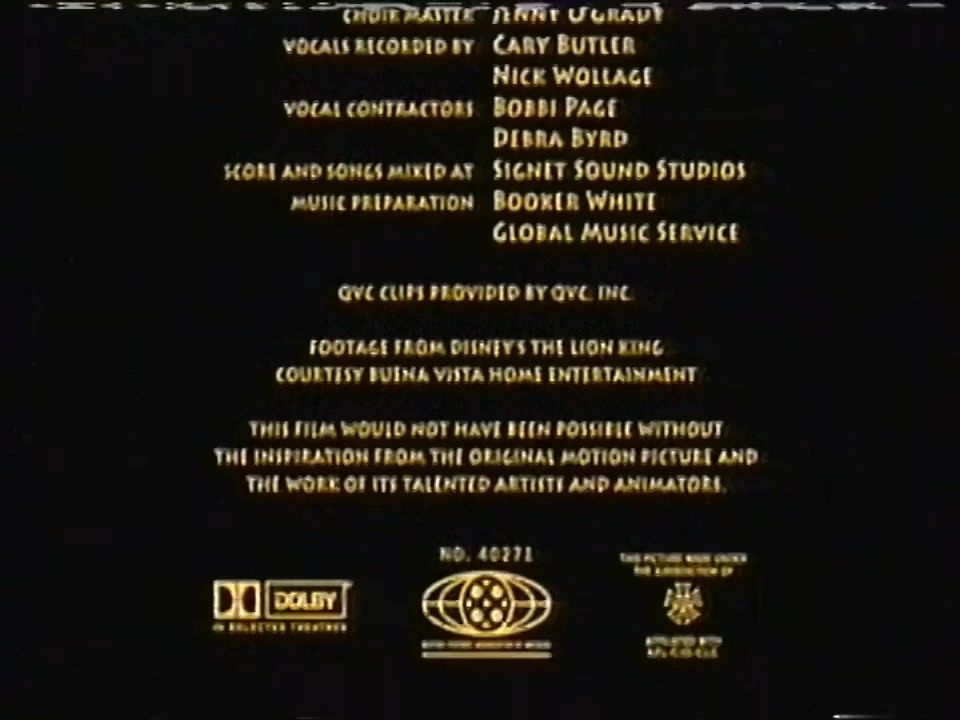 CHOIR MASTER JENNY O'GRADY
VOCALS RECORDED BY CARY BUTLER
NICK WOLLAGE
VOCAL CONTRACTORS BOBBI PAGE
DEBRA BYRD
SCORE AND SONGS MIXED AT SIGNET SOUND STUDIOS
MUSIC PREPARATION BOOKER WHITE
GLOBAL MUSIC SERVICE
QVC CLIPS PROVIDED BY QVC, INC.
FOOTAGE FROM DISNEY'S THE LION KING
COURTESY BUENA VISTA HOME ENTERTAINMENT
THIS FILM WOULD NOT HAVE BEEN POSSIBLE WITHOUT
THE INSPIRATION FROM THE ORIGINAL MOTION PICTURE AND
THE WORK OF ITS TALENTED ARTISTS AND ANIMATORS.
NO. 40271
THIS PICTURE MADE UNDER
THE JURISDICTION OF
DOLBY
IN SELECTED THEATRES
AFFILIATED WITH
AFL-CIO-CLC